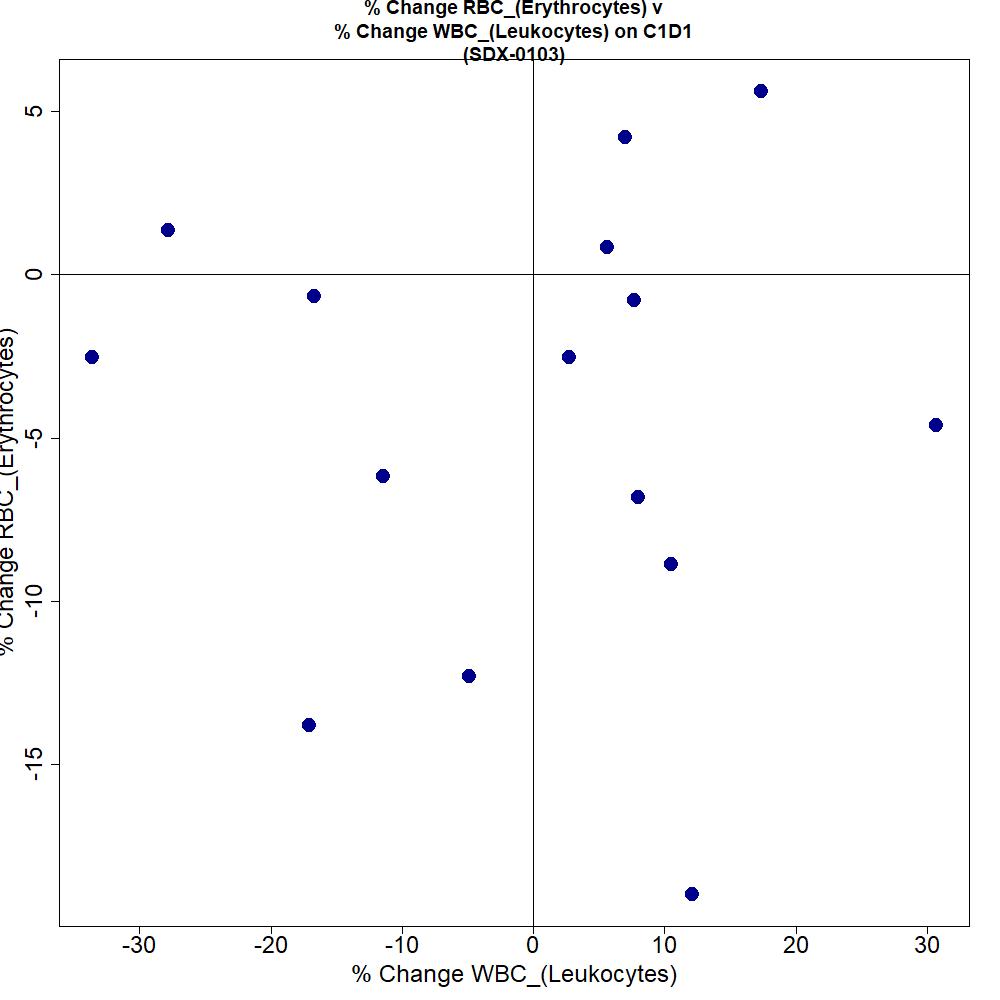 % Change RBC_(Erythrocytes) v
% Change WBC_(Leukocytes) on C1D1
(SDX-0103)
% Change RBC_(Erythrocytes)
5
0
-5
-10
-15
-30
-20
-10
0
10
20
30
% Change WBC_(Leukocytes)